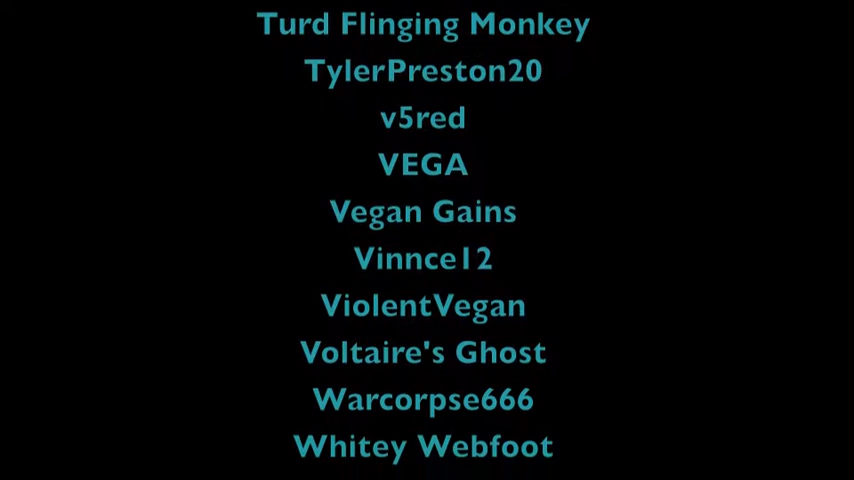 Turd Flinging Monkey
TylerPreston20
v5red
VEGA
Vegan Gains
Vinnce12
ViolentVegan
Voltaire's Ghost
Warcorpse666
Whitey Webfoot